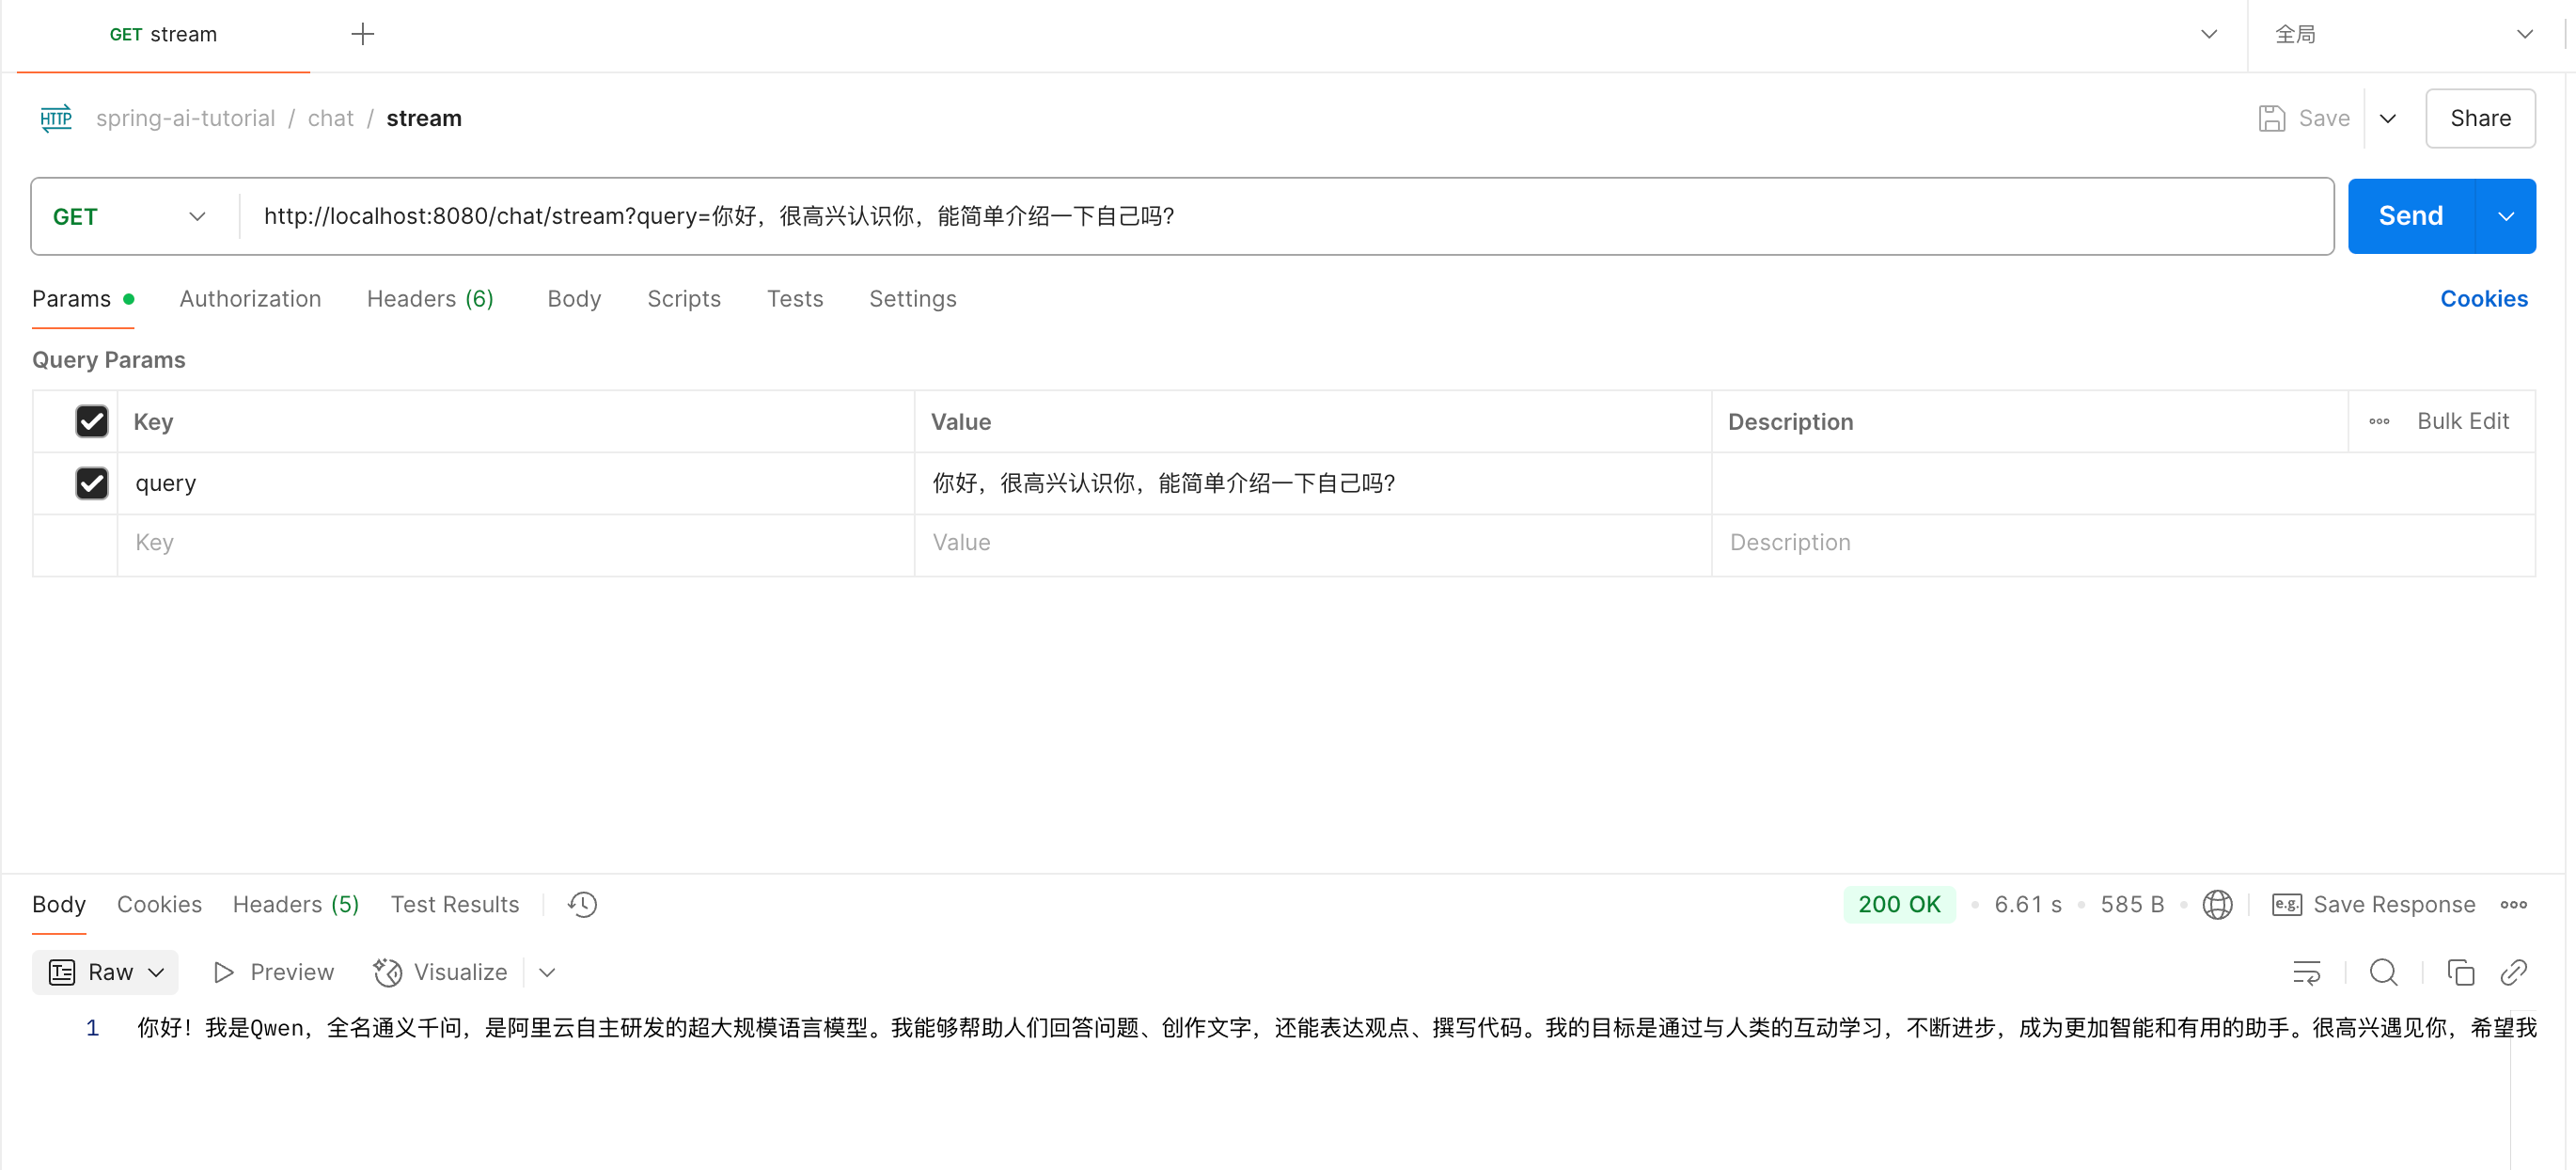 GET stream
全局
HTTP spring-ai-tutorial / chat / stream
Save
Share
GET http://localhost:8080/chat/stream?query=你好，很高兴认识你，能简单介绍一下自己吗?
Send
Params Authorization Headers (6) Body Scripts Tests Settings
Cookies
Query Params
Key Value Description Bulk Edit
query 你好，很高兴认识你，能简单介绍一下自己吗?
Key Value Description
Body Cookies Headers (5) Test Results
200 OK 6.61 s 585 B e.g. Save Response
Raw Preview Visualize
1 你好！我是Qwen，全名通义千问，是阿里云自主研发的超大规模语言模型。我能够帮助人们回答问题、创作文字，还能表达观点、撰写代码。我的目标是通过与人类的互动学习，不断进步，成为更加智能和有用的助手。很高兴遇见你，希望我